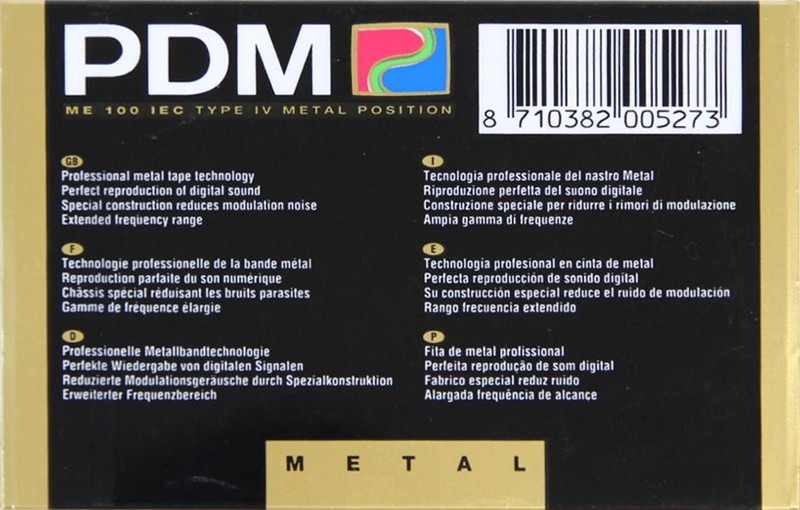 PDM
ME 100 IEC TYPE IV METAL POSITION
8 710382 005273
GB
Professional metal tape technology
Perfect reproduction of digital sound
Special construction reduces modulation noise
Extended frequency range
F
Technologie professionelle de la bande métal
Reproduction parfaite du son numérique
Châssis spécial réduisant les bruits parasites
Gamme de fréquence élargie
D
Professionelle Metallbandtechnologie
Perfekte Wiedergabe von digitalen Signalen
Reduzierte Modulationsgeräusche durch Spezialkonstruktion
Erweiterter Frequenzbereich
I
Tecnologia professionale del nastro Metal
Riproduzione perfetta del suono digitale
Construzione speciale per ridurre i rimori di modulazione
Ampia gamma di frequenze
E
Technología profesional en cinta de metal
Perfecta reproducción de sonido digital
Su construcción especial reduce el ruido de modulación
Rango frecuencia extendido
P
Fita de metal profissional
Perfeita reprodução de som digital
Fabrico especial reduz ruido
Alargada frequência de alcançe
METAL